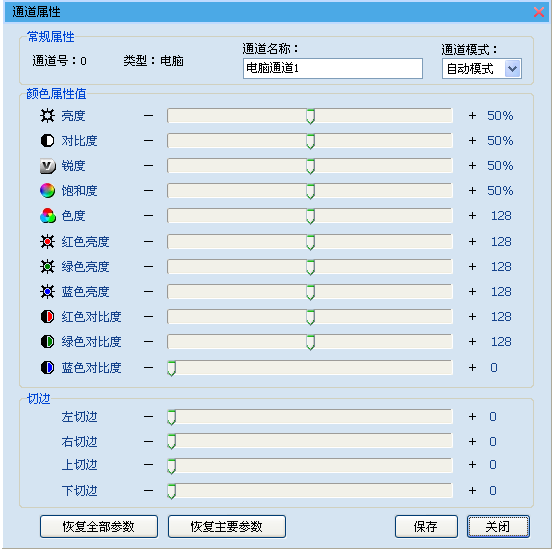 通道属性
常规属性
通道号：0 类型：电脑 通道名称： 通道模式：
电脑通道1 自动模式
颜色属性值
亮度 — + 50%
对比度 — + 50%
锐度 — + 50%
饱和度 — + 50%
色度 — + 128
红色亮度 — + 128
绿色亮度 — + 128
蓝色亮度 — + 128
红色对比度 — + 128
绿色对比度 — + 128
蓝色对比度 — + 0
切边
左切边 — + 0
右切边 — + 0
上切边 — + 0
下切边 — + 0
恢复全部参数 恢复主要参数 保存 关闭